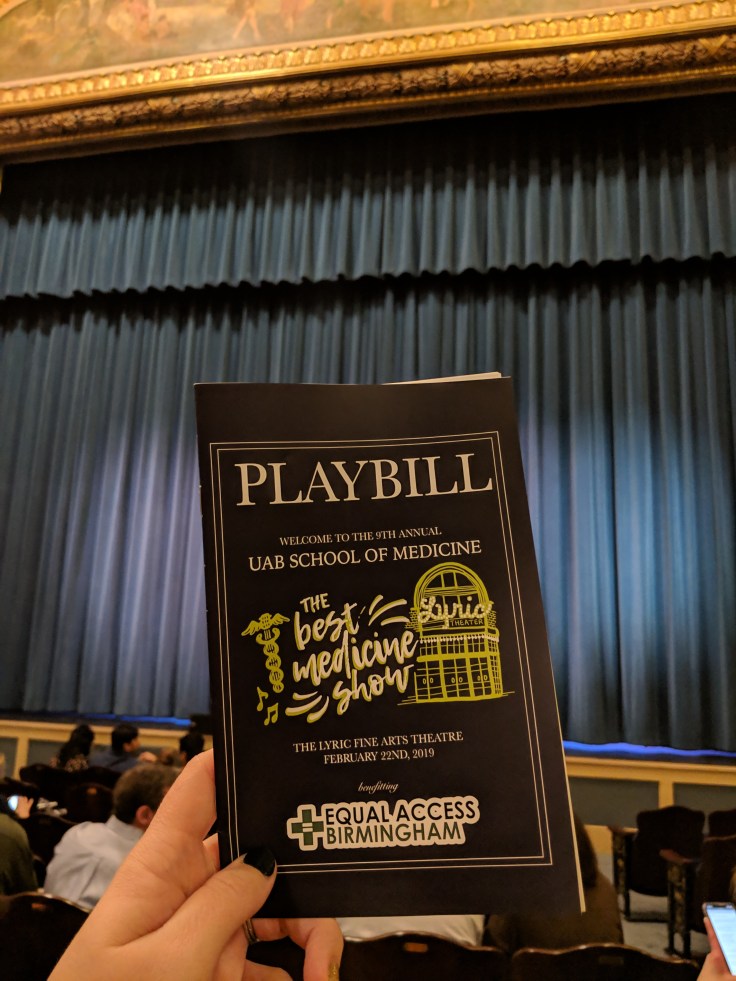 PLAYBILL
WELCOME TO THE 9TH ANNUAL
UAB SCHOOL OF MEDICINE
THE
best
medicine
show
Lyric
THEATER
THE LYRIC FINE ARTS THEATRE
FEBRUARY 22ND, 2019
benefitting
EQUAL ACCESS
BIRMINGHAM